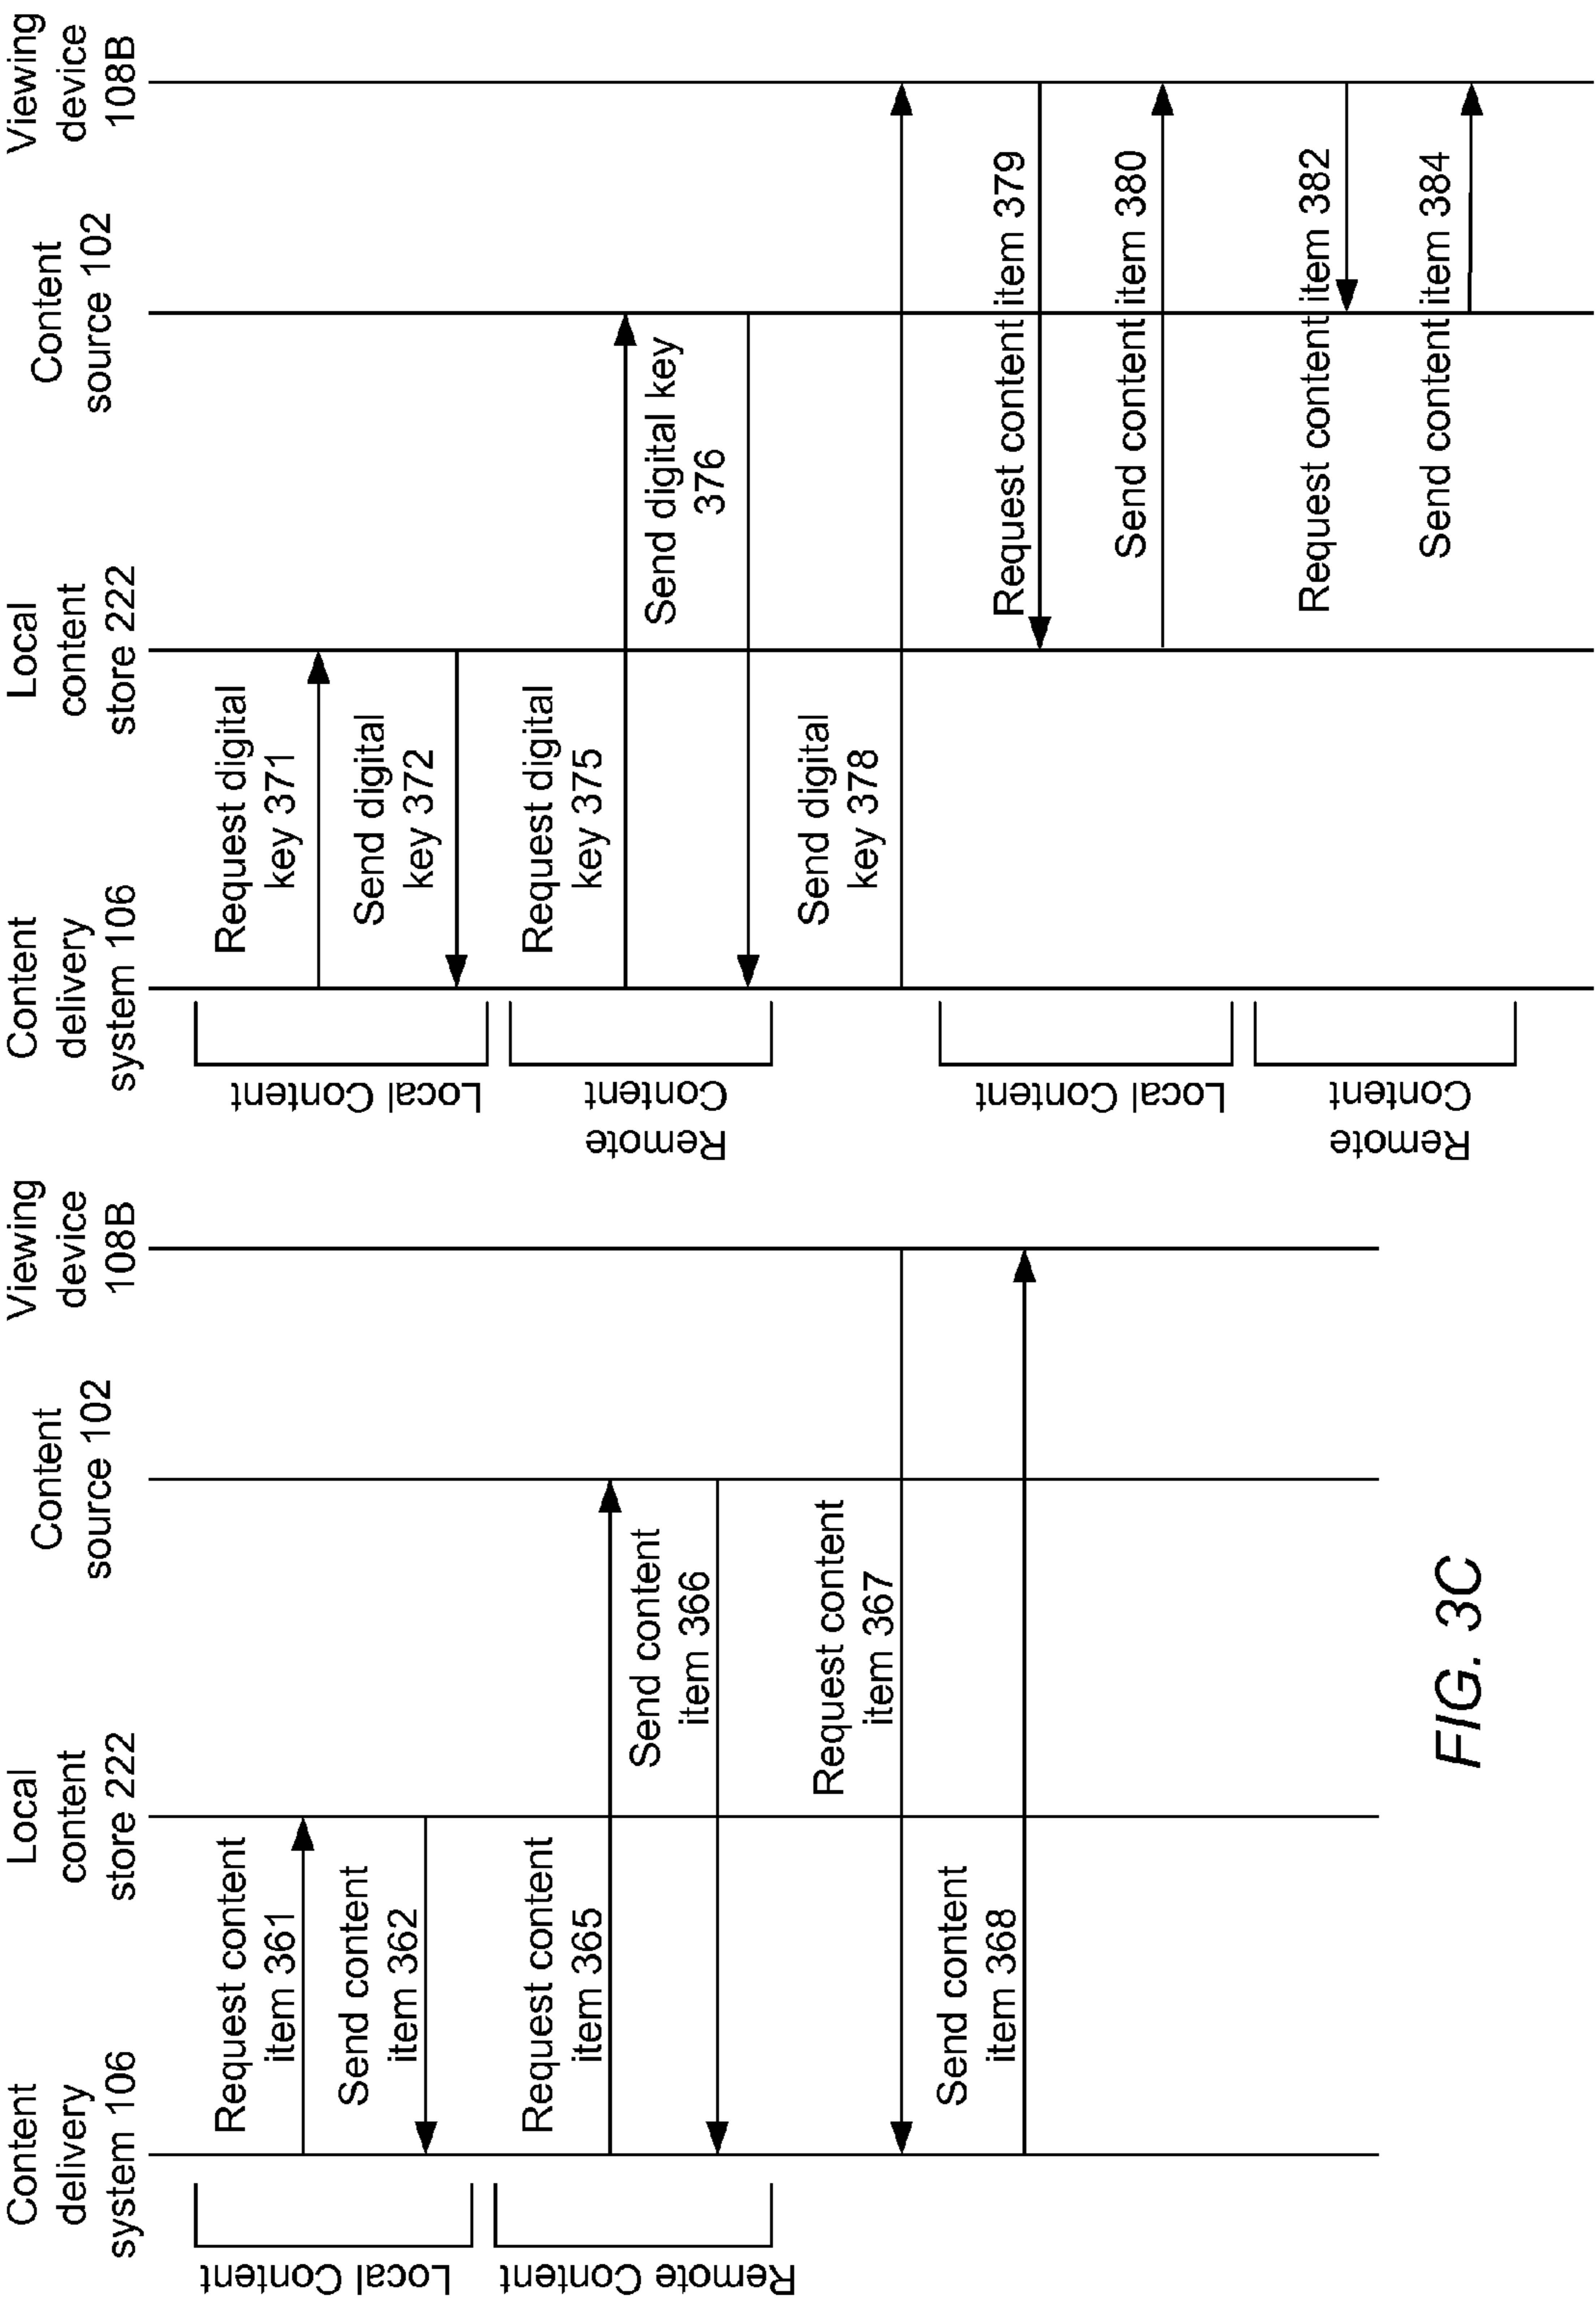 Content
delivery
system 106
Local
content
store 222
Content
source 102
Viewing
device
108B
Local Content
Request content
item 361
Send content
item 362
Remote Content
Request content
item 365
Send content
item 366
Request content
item 367
Send content
item 368
Content
delivery
system 106
Local
content
store 222
Content
source 102
Viewing
device
108B
Local Content
Request digital
key 371
Send digital
key 372
Remote
Content
Request digital
key 375
Send digital key
376
Send digital
key 378
Local Content
Request content item 379
Send content item 380
Remote
Content
Request content item 382
Send content item 384
FIG. 3C